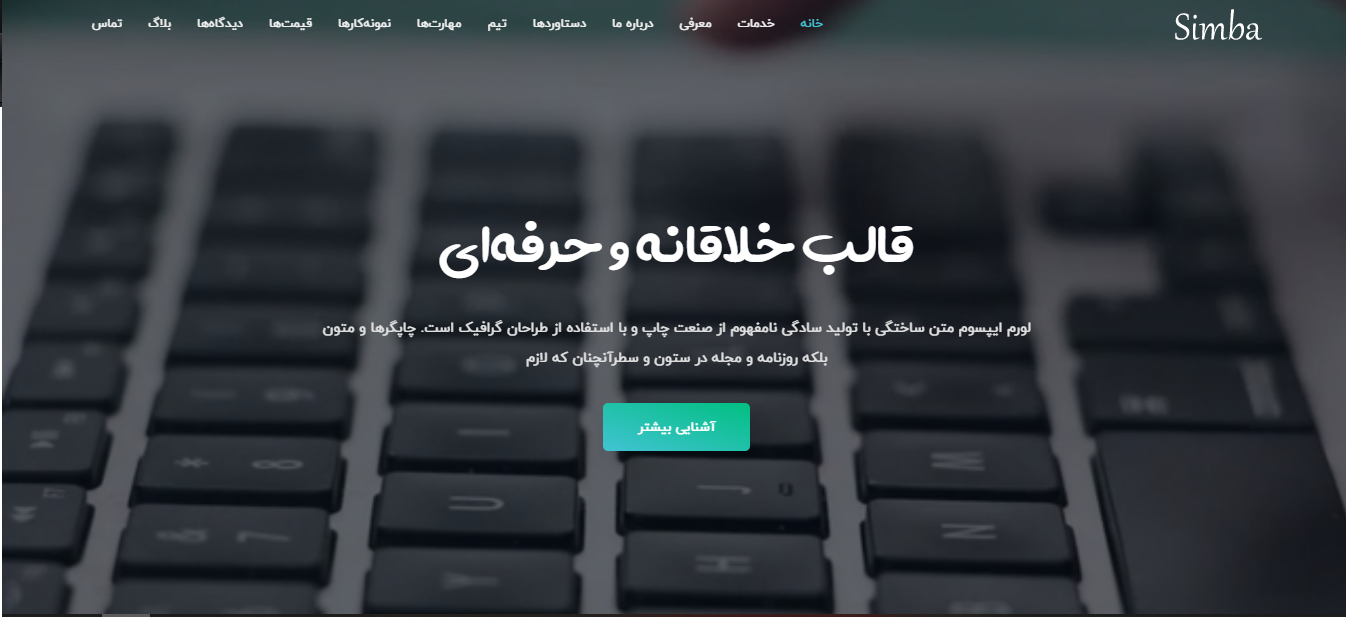 Simba
خانه خدمات معرفی درباره ما دستاوردها تیم مهارت‌ها نمونه‌کارها قیمت‌ها دیدگاه‌ها بلاگ تماس
قالب خلاقانه و حرفه‌ای
لورم ایپسوم متن ساختگی با تولید سادگی نامفهوم از صنعت چاپ و با استفاده از طراحان گرافیک است. چاپگرها و متون
بلکه روزنامه و مجله در ستون و سطرآنچنان که لازم
آشنایی بیشتر